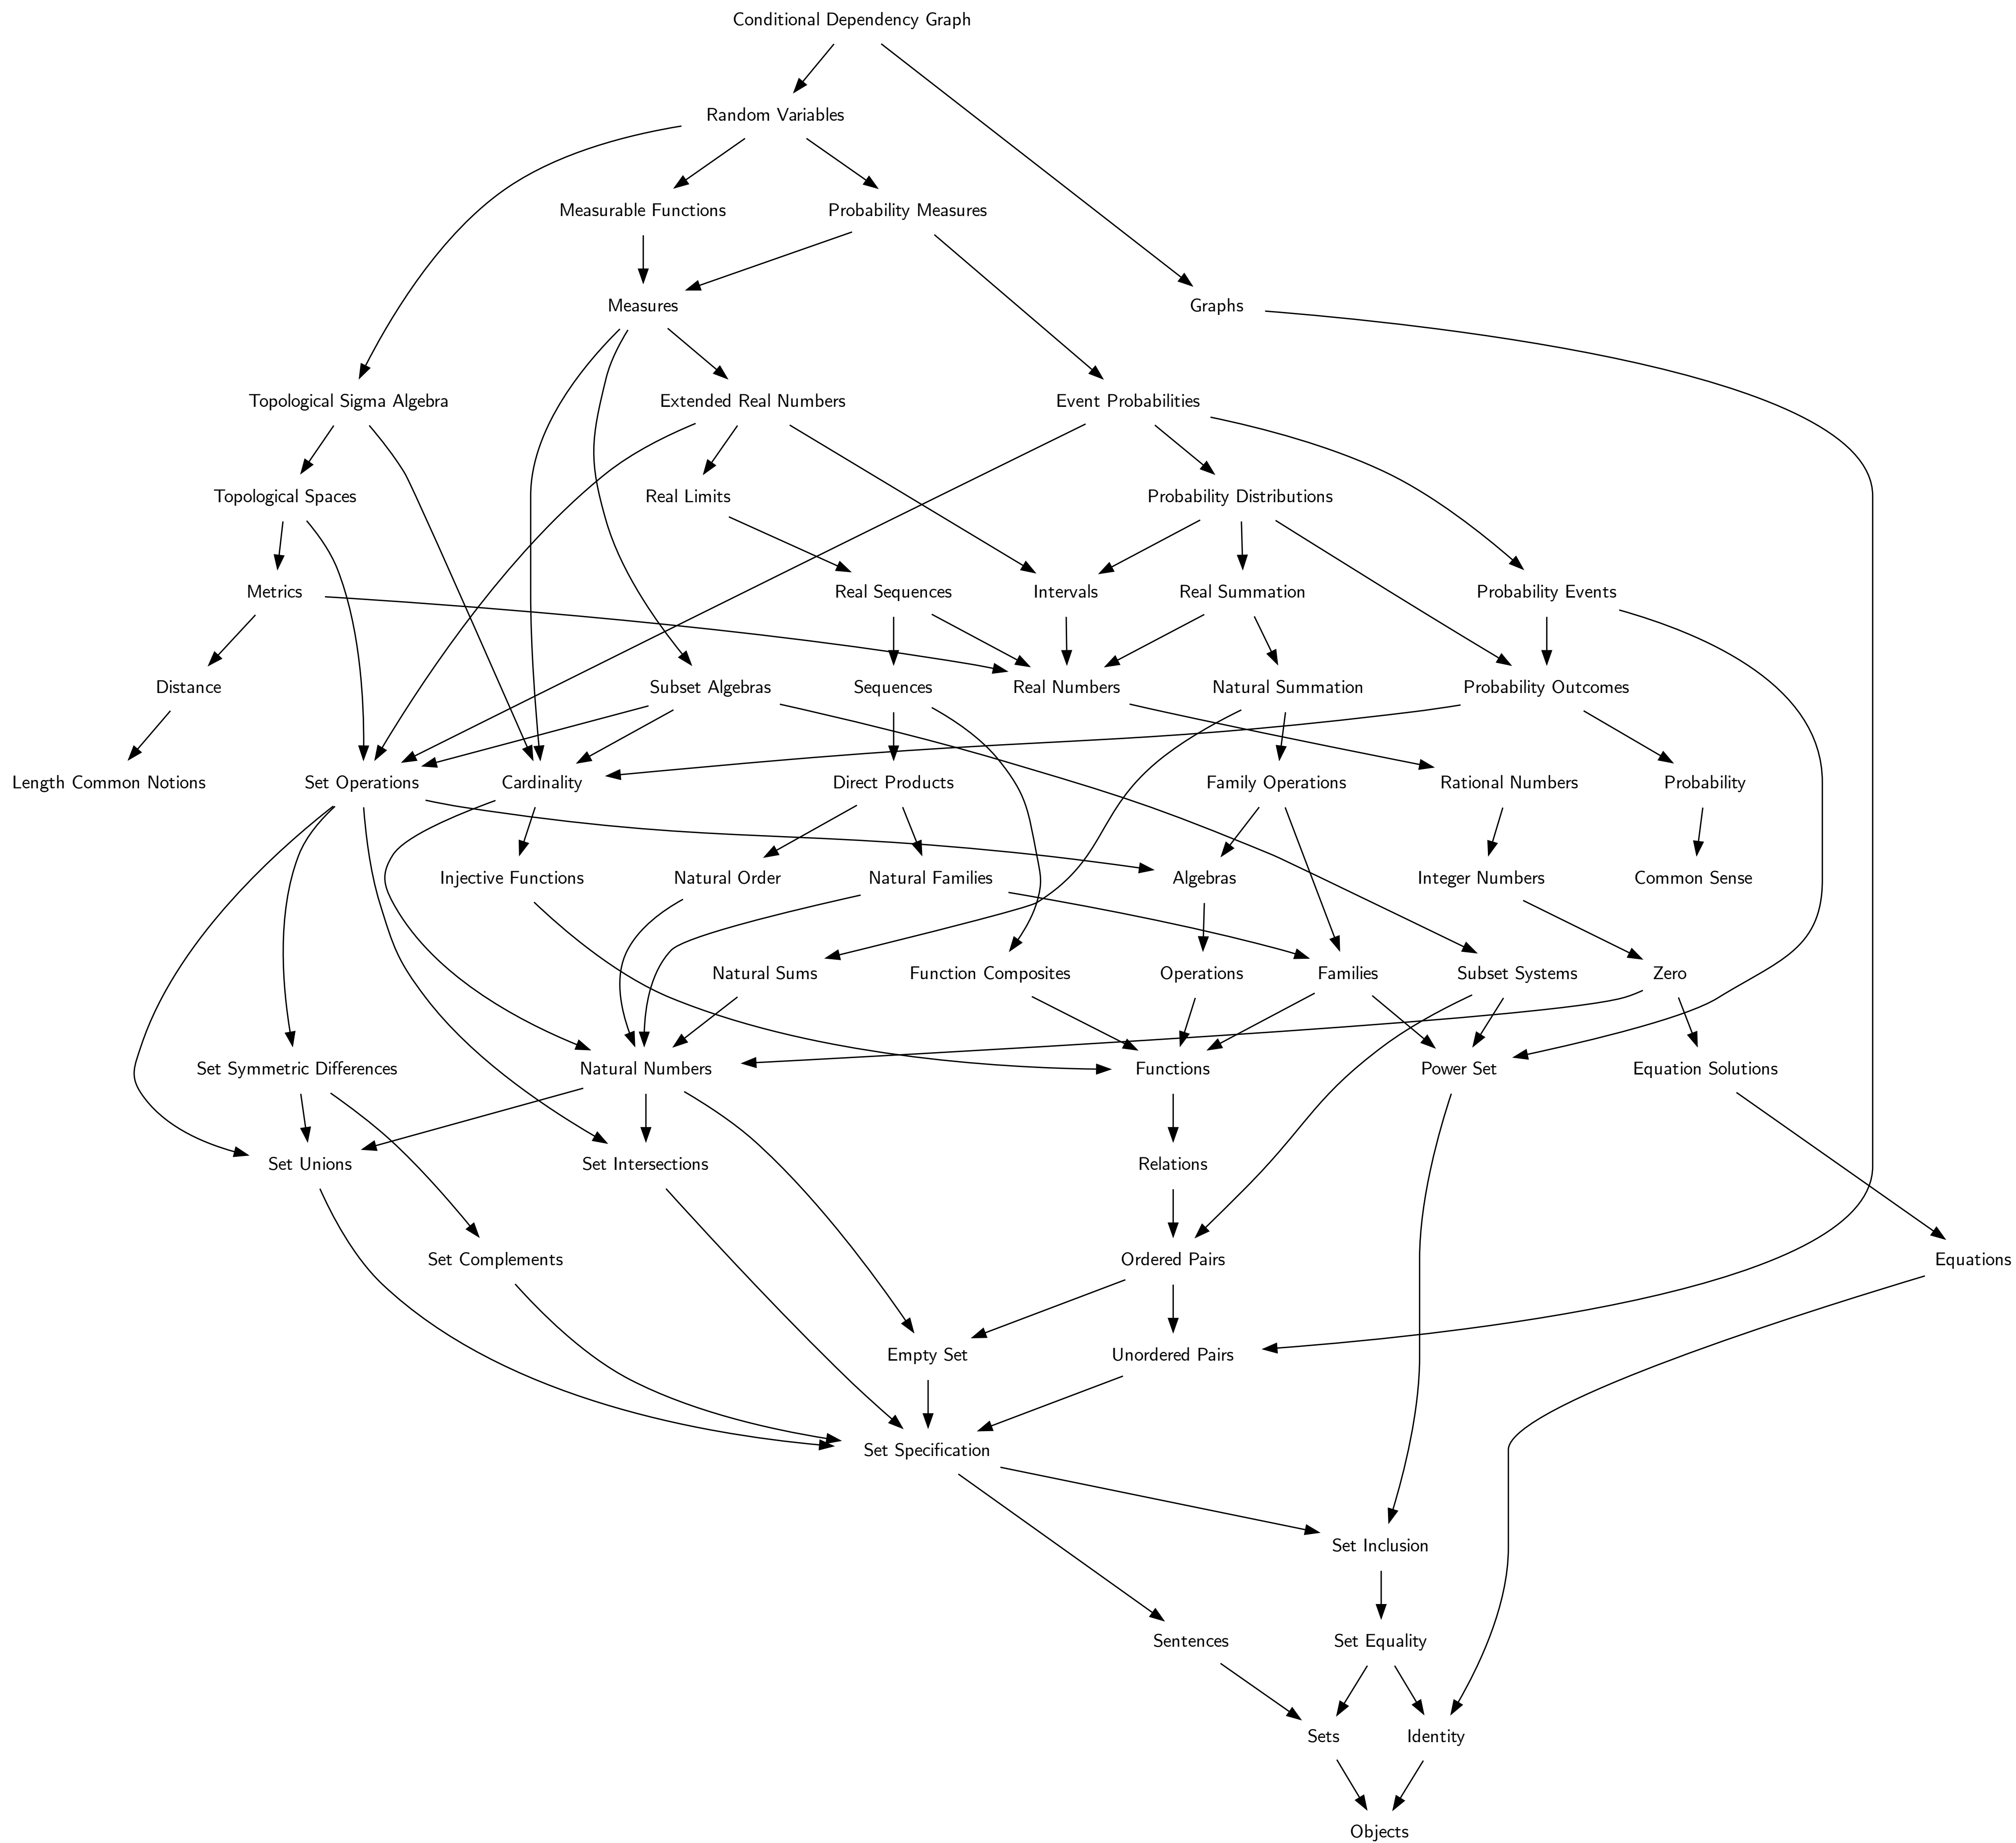 Conditional Dependency Graph
Random Variables
Measurable Functions
Probability Measures
Measures
Graphs
Topological Sigma Algebra
Extended Real Numbers
Event Probabilities
Topological Spaces
Real Limits
Probability Distributions
Metrics
Real Sequences
Intervals
Real Summation
Probability Events
Distance
Subset Algebras
Sequences
Real Numbers
Natural Summation
Probability Outcomes
Length Common Notions
Set Operations
Cardinality
Direct Products
Family Operations
Rational Numbers
Probability
Injective Functions
Natural Order
Natural Families
Algebras
Integer Numbers
Common Sense
Natural Sums
Function Composites
Operations
Families
Subset Systems
Zero
Set Symmetric Differences
Natural Numbers
Functions
Power Set
Equation Solutions
Set Unions
Set Intersections
Relations
Set Complements
Ordered Pairs
Equations
Empty Set
Unordered Pairs
Set Specification
Set Inclusion
Sentences
Set Equality
Sets
Identity
Objects